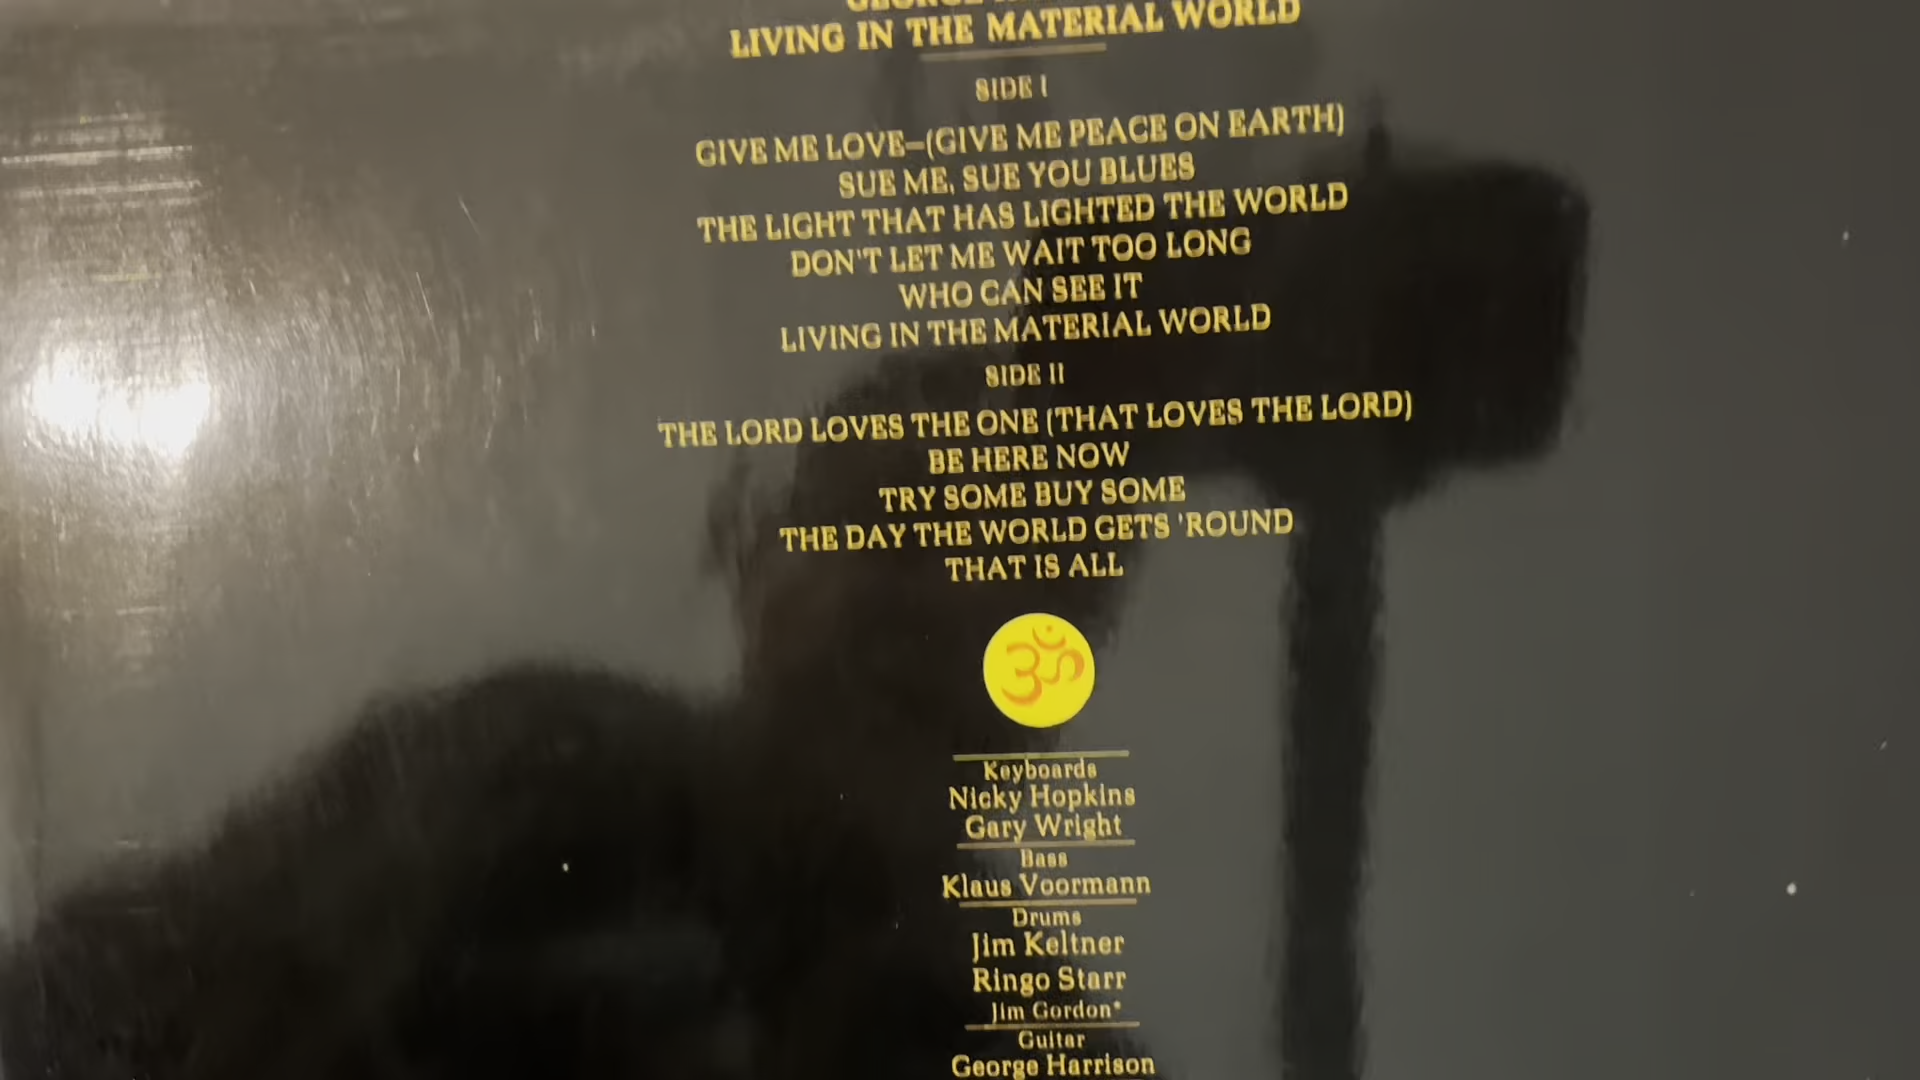 GEORGE
LIVING IN THE MATERIAL WORLD
SIDE I
GIVE ME LOVE–(GIVE ME PEACE ON EARTH)
SUE ME, SUE YOU BLUES
THE LIGHT THAT HAS LIGHTED THE WORLD
DON'T LET ME WAIT TOO LONG
WHO CAN SEE IT
LIVING IN THE MATERIAL WORLD
SIDE II
THE LORD LOVES THE ONE (THAT LOVES THE LORD)
BE HERE NOW
TRY SOME BUY SOME
THE DAY THE WORLD GETS 'ROUND
THAT IS ALL
ॐ
Keyboards
Nicky Hopkins
Gary Wright
Bass
Klaus Voormann
Drums
Jim Keltner
Ringo Starr
Jim Gordon*
Guitar
George Harrison